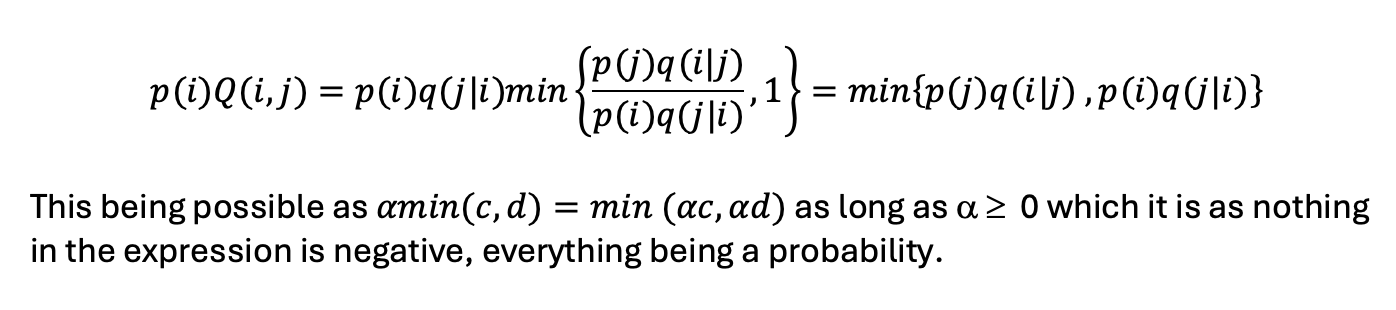 p(i)Q(i,j) = p(i)q(j|i)min{p(j)q(i|j)/p(i)q(j|i), 1} = min{p(j)q(i|j) , p(i)q(j|i)}
This being possible as αmin(c,d) = min (αc,αd) as long as α≥ 0 which it is as nothing
in the expression is negative, everything being a probability.